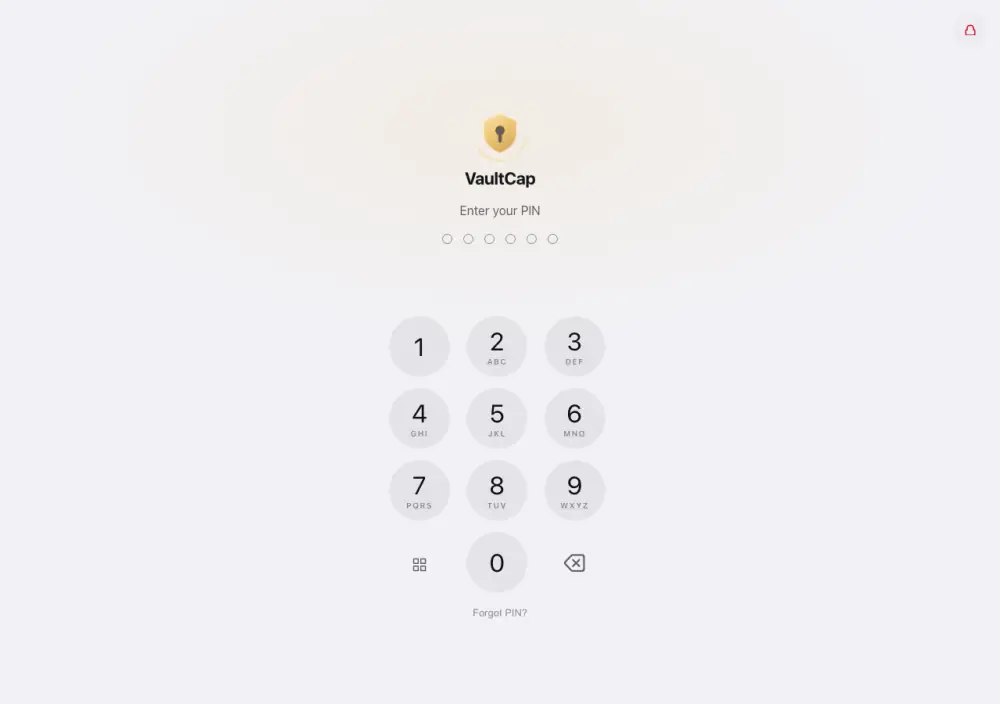 VaultCap
Enter your PIN
1 2 3
ABC DEF
4 5 6
GHI JKL MNO
7 8 9
PQRS TUV WXYZ
0
Forgot PIN?